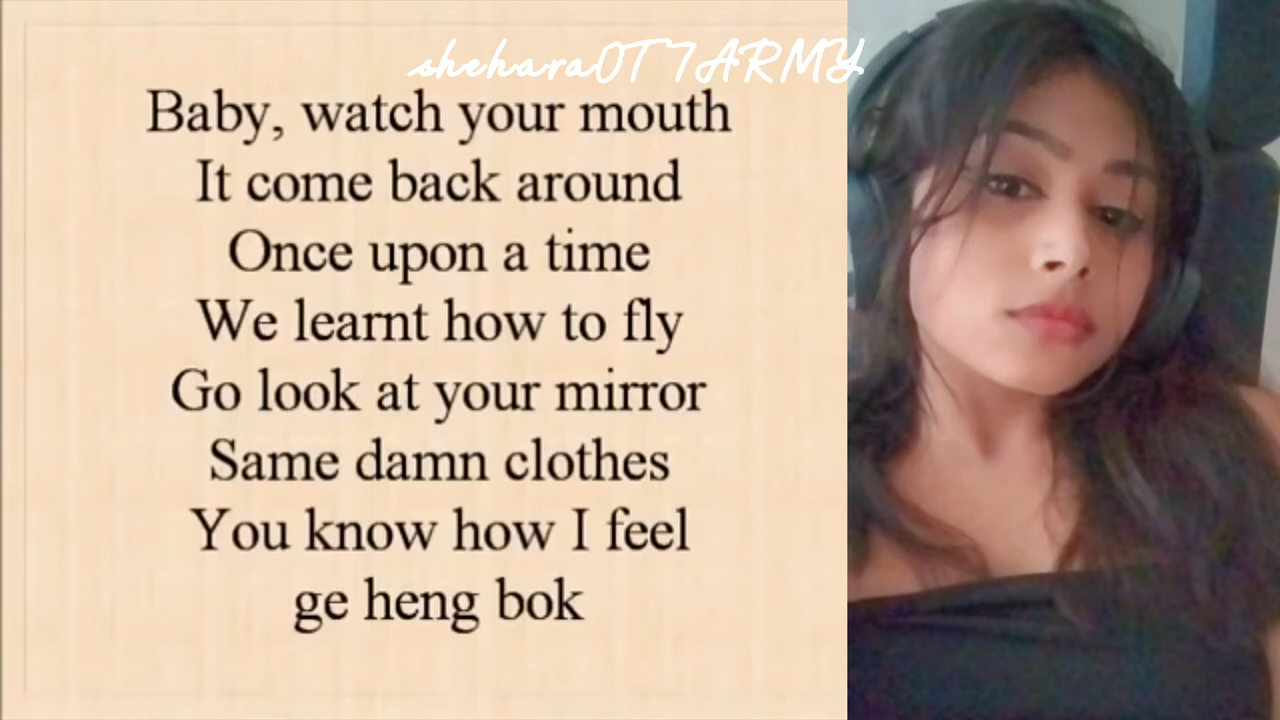 sheharaOT7ARMY
Baby, watch your mouth
It come back around
Once upon a time
We learnt how to fly
Go look at your mirror
Same damn clothes
You know how I feel
ge heng bok